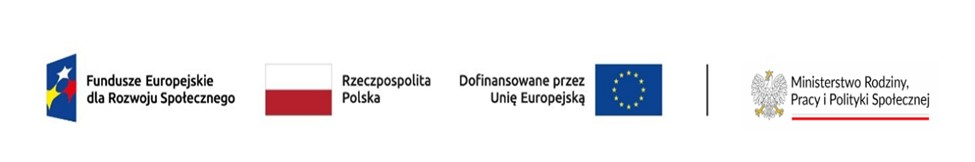 Fundusze Europejskie
dla Rozwoju Społecznego
Rzeczpospolita
Polska
Dofinansowane przez
Unię Europejską
Ministerstwo Rodziny,
Pracy i Polityki Społecznej